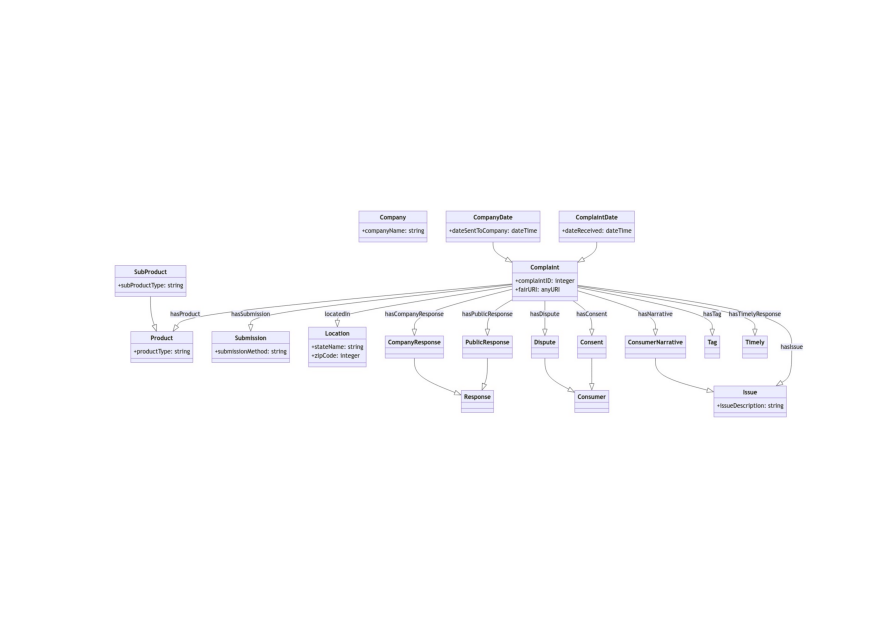 Company
+companyName: string
CompanyDate
+dateSentToCompany: dateTime
ComplaintDate
+dateReceived: dateTime
SubProduct
+subProductType: string
Complaint
+complaintID: integer
+fairURI: anyURI
hasProduct
hasSubmission
locatedIn
hasCompanyResponse
hasPublicResponse
hasDispute
hasConsent
hasNarrative
hasTag
hasTimelyResponse
hasIssue
Product
+productType: string
Submission
+submissionMethod: string
Location
+stateName: string
+zipCode: integer
CompanyResponse
PublicResponse
Dispute
Consent
ConsumerNarrative
Tag
Timely
Response
Consumer
Issue
+issueDescription: string